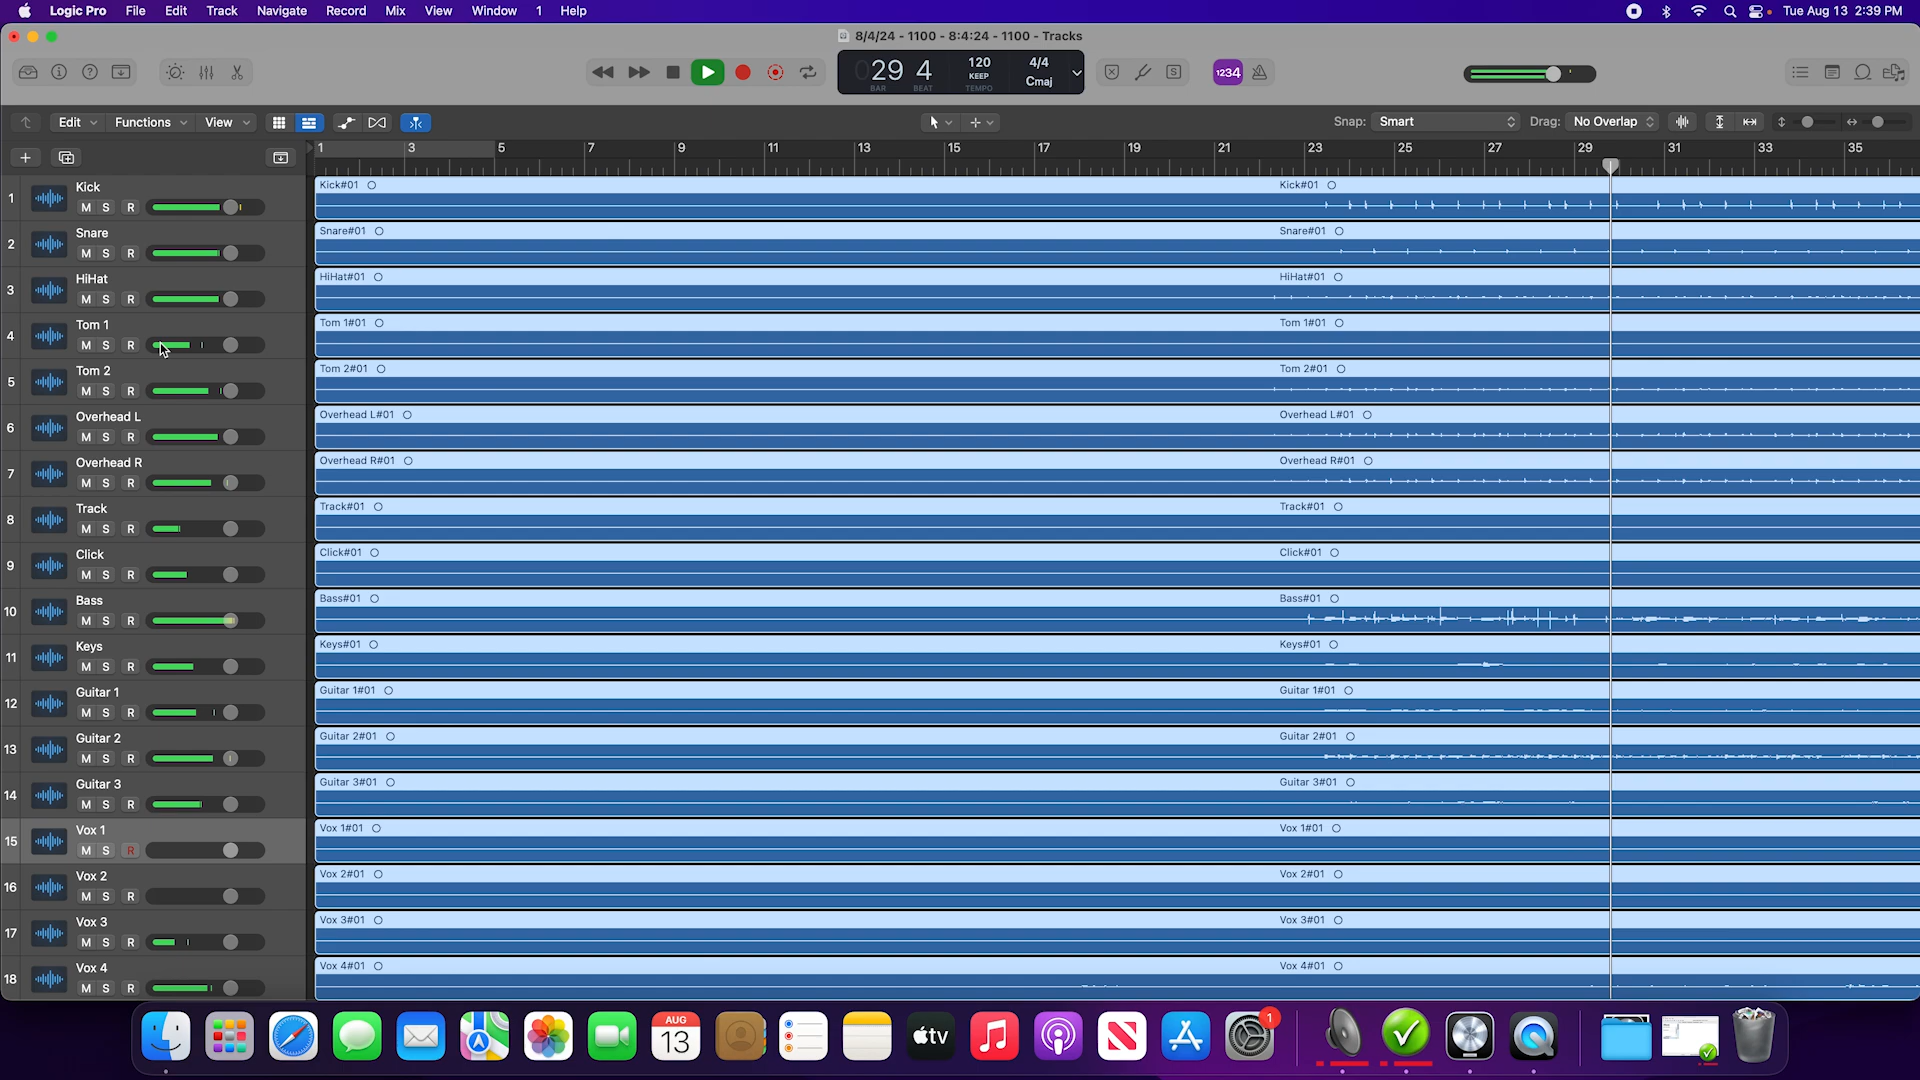 Logic Pro File Edit Track Navigate Record Mix View Window 1 Help Tue Aug 13 2:39 PM
8/4/24 - 1100 - 8:4:24 - 1100 - Tracks
029 4 120 KEEP 4/4 Cmaj
BAR BEAT TEMPO
S 1234
Edit Functions View Snap: Smart Drag: No Overlap
1 3 5 7 9 11 13 15 17 19 21 23 25 27 29 31 33 35
1 Kick M S R Kick#01 Kick#01
2 Snare M S R Snare#01 Snare#01
3 HiHat M S R HiHat#01 HiHat#01
4 Tom 1 M S R Tom 1#01 Tom 1#01
5 Tom 2 M S R Tom 2#01 Tom 2#01
6 Overhead L M S R Overhead L#01 Overhead L#01
7 Overhead R M S R Overhead R#01 Overhead R#01
8 Track M S R Track#01 Track#01
9 Click M S R Click#01 Click#01
10 Bass M S R Bass#01 Bass#01
11 Keys M S R Keys#01 Keys#01
12 Guitar 1 M S R Guitar 1#01 Guitar 1#01
13 Guitar 2 M S R Guitar 2#01 Guitar 2#01
14 Guitar 3 M S R Guitar 3#01 Guitar 3#01
15 Vox 1 M S R Vox 1#01 Vox 1#01
16 Vox 2 M S R Vox 2#01 Vox 2#01
17 Vox 3 M S R Vox 3#01 Vox 3#01
18 Vox 4 M S R Vox 4#01 Vox 4#01
AUG 13 tv 1